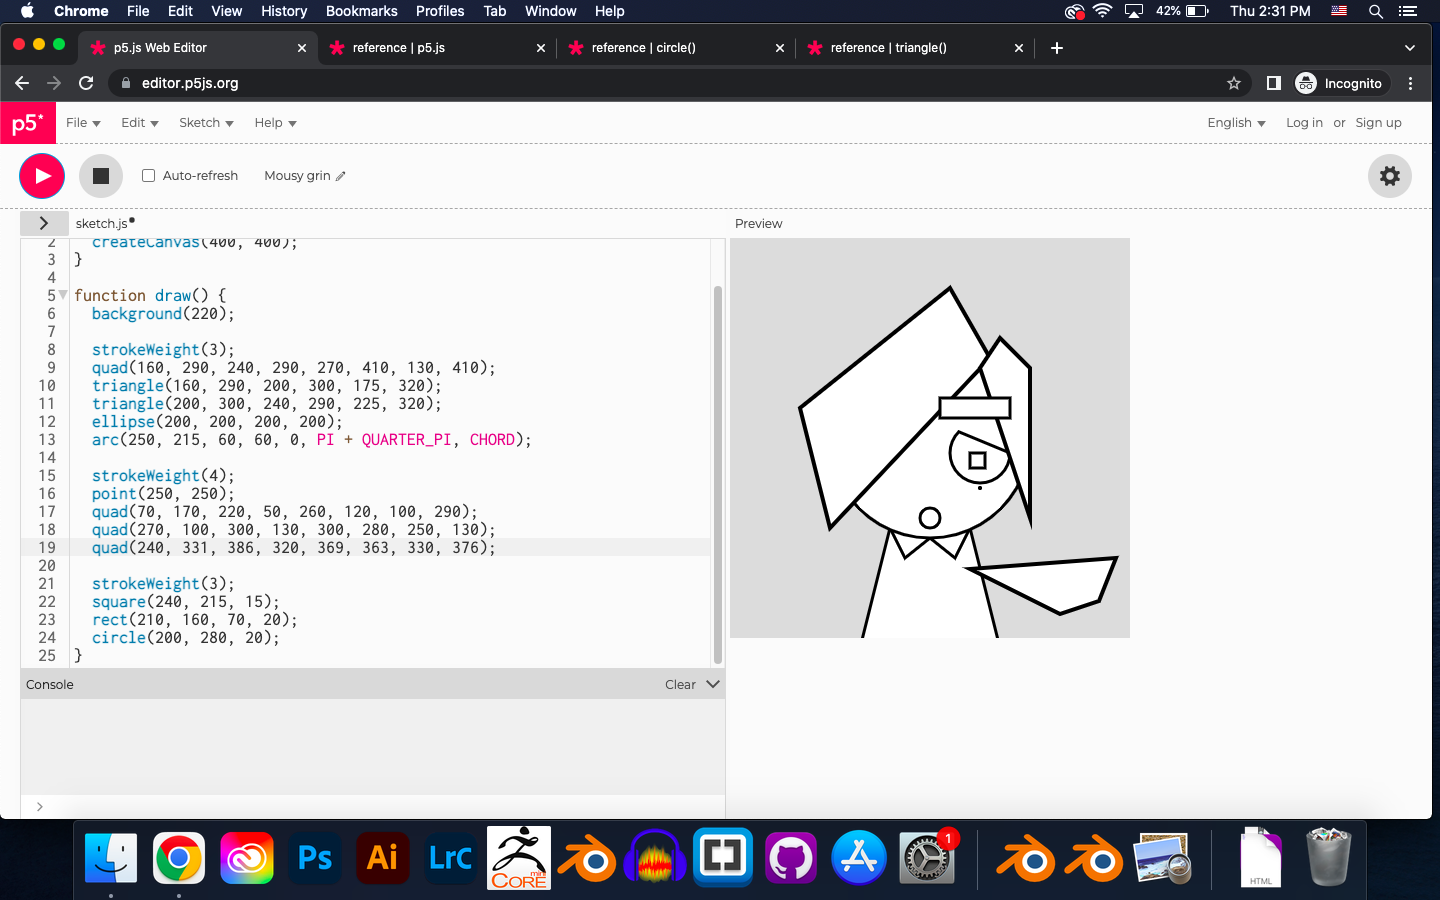 Chrome File Edit View History Bookmarks Profiles Tab Window Help 42% Thu 2:31 PM
p5.js Web Editor reference | p5.js reference | circle() reference | triangle()
editor.p5js.org Incognito
p5* File Edit Sketch Help English Log in or Sign up
Auto-refresh Mousy grin
sketch.js Preview
2 createCanvas(400, 400);
3 }
4
5 function draw() {
6 background(220);
7
8 strokeWeight(3);
9 quad(160, 290, 240, 290, 270, 410, 130, 410);
10 triangle(160, 290, 200, 300, 175, 320);
11 triangle(200, 300, 240, 290, 225, 320);
12 ellipse(200, 200, 200, 200);
13 arc(250, 215, 60, 60, 0, PI + QUARTER_PI, CHORD);
14
15 strokeWeight(4);
16 point(250, 250);
17 quad(70, 170, 220, 50, 260, 120, 100, 290);
18 quad(270, 100, 300, 130, 300, 280, 250, 130);
19 quad(240, 331, 386, 320, 369, 363, 330, 376);
20
21 strokeWeight(3);
22 square(240, 215, 15);
23 rect(210, 160, 70, 20);
24 circle(200, 280, 20);
25 }
Console Clear
>
Ps Ai LrC mini CORE 1 HTML